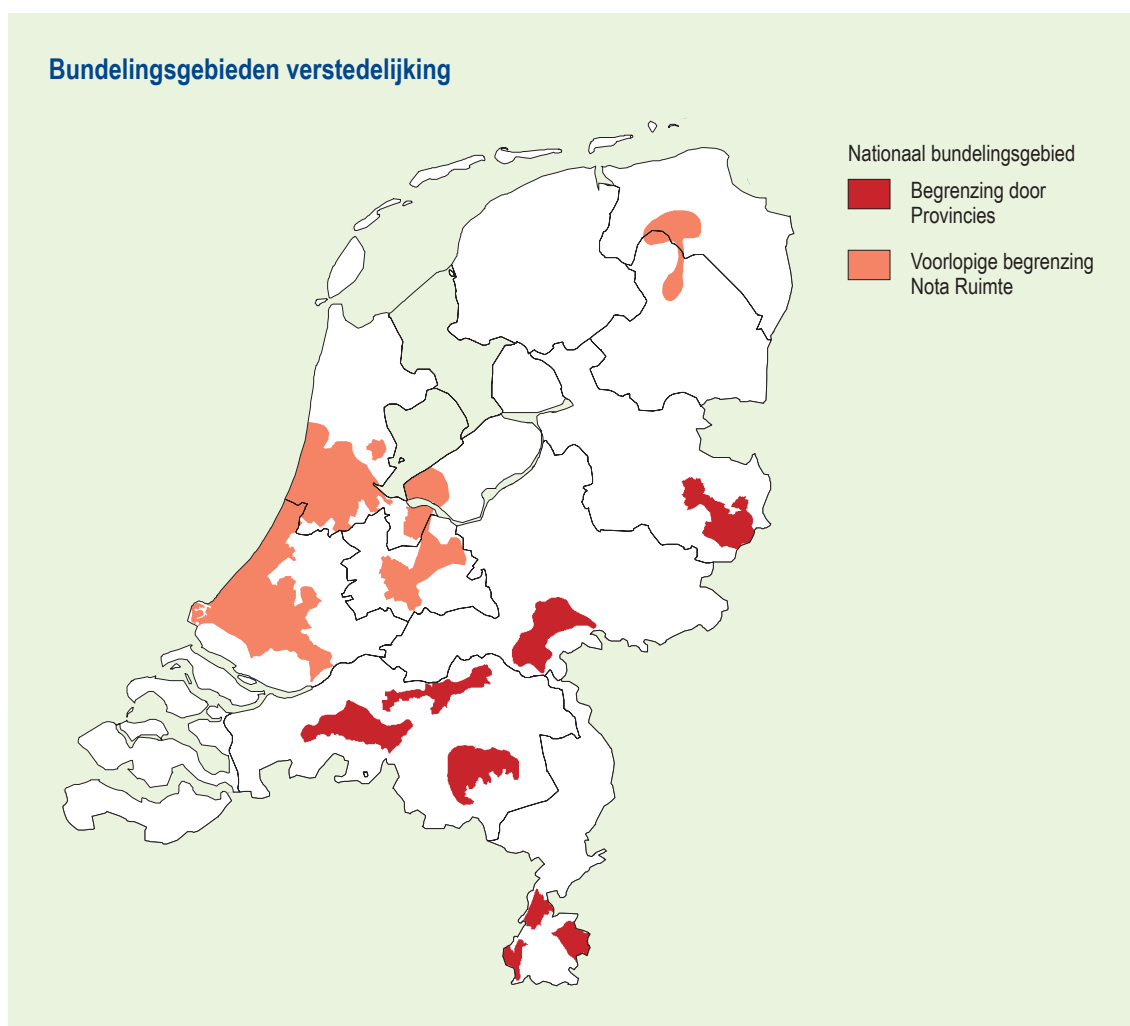 Bundelingsgebieden verstedelijking
Nationaal bundelingsgebied
Begrenzing door
Provincies
Voorlopige begrenzing
Nota Ruimte